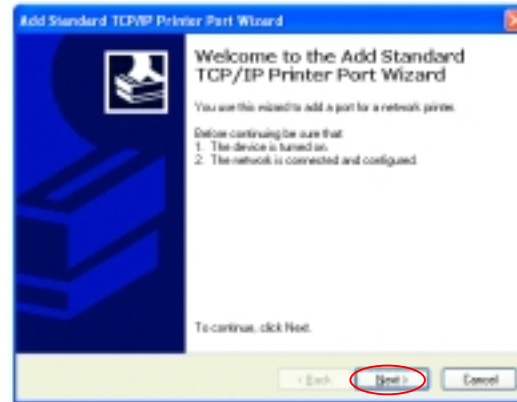 Add Standard TCP/IP Printer Port Wizard
Welcome to the Add Standard
TCP/IP Printer Port Wizard
You use this wizard to add a port for a network printer.
Before continuing be sure that:
1. The device is turned on.
2. The network is connected and configured.
To continue, click Next.
< Back Next > Cancel